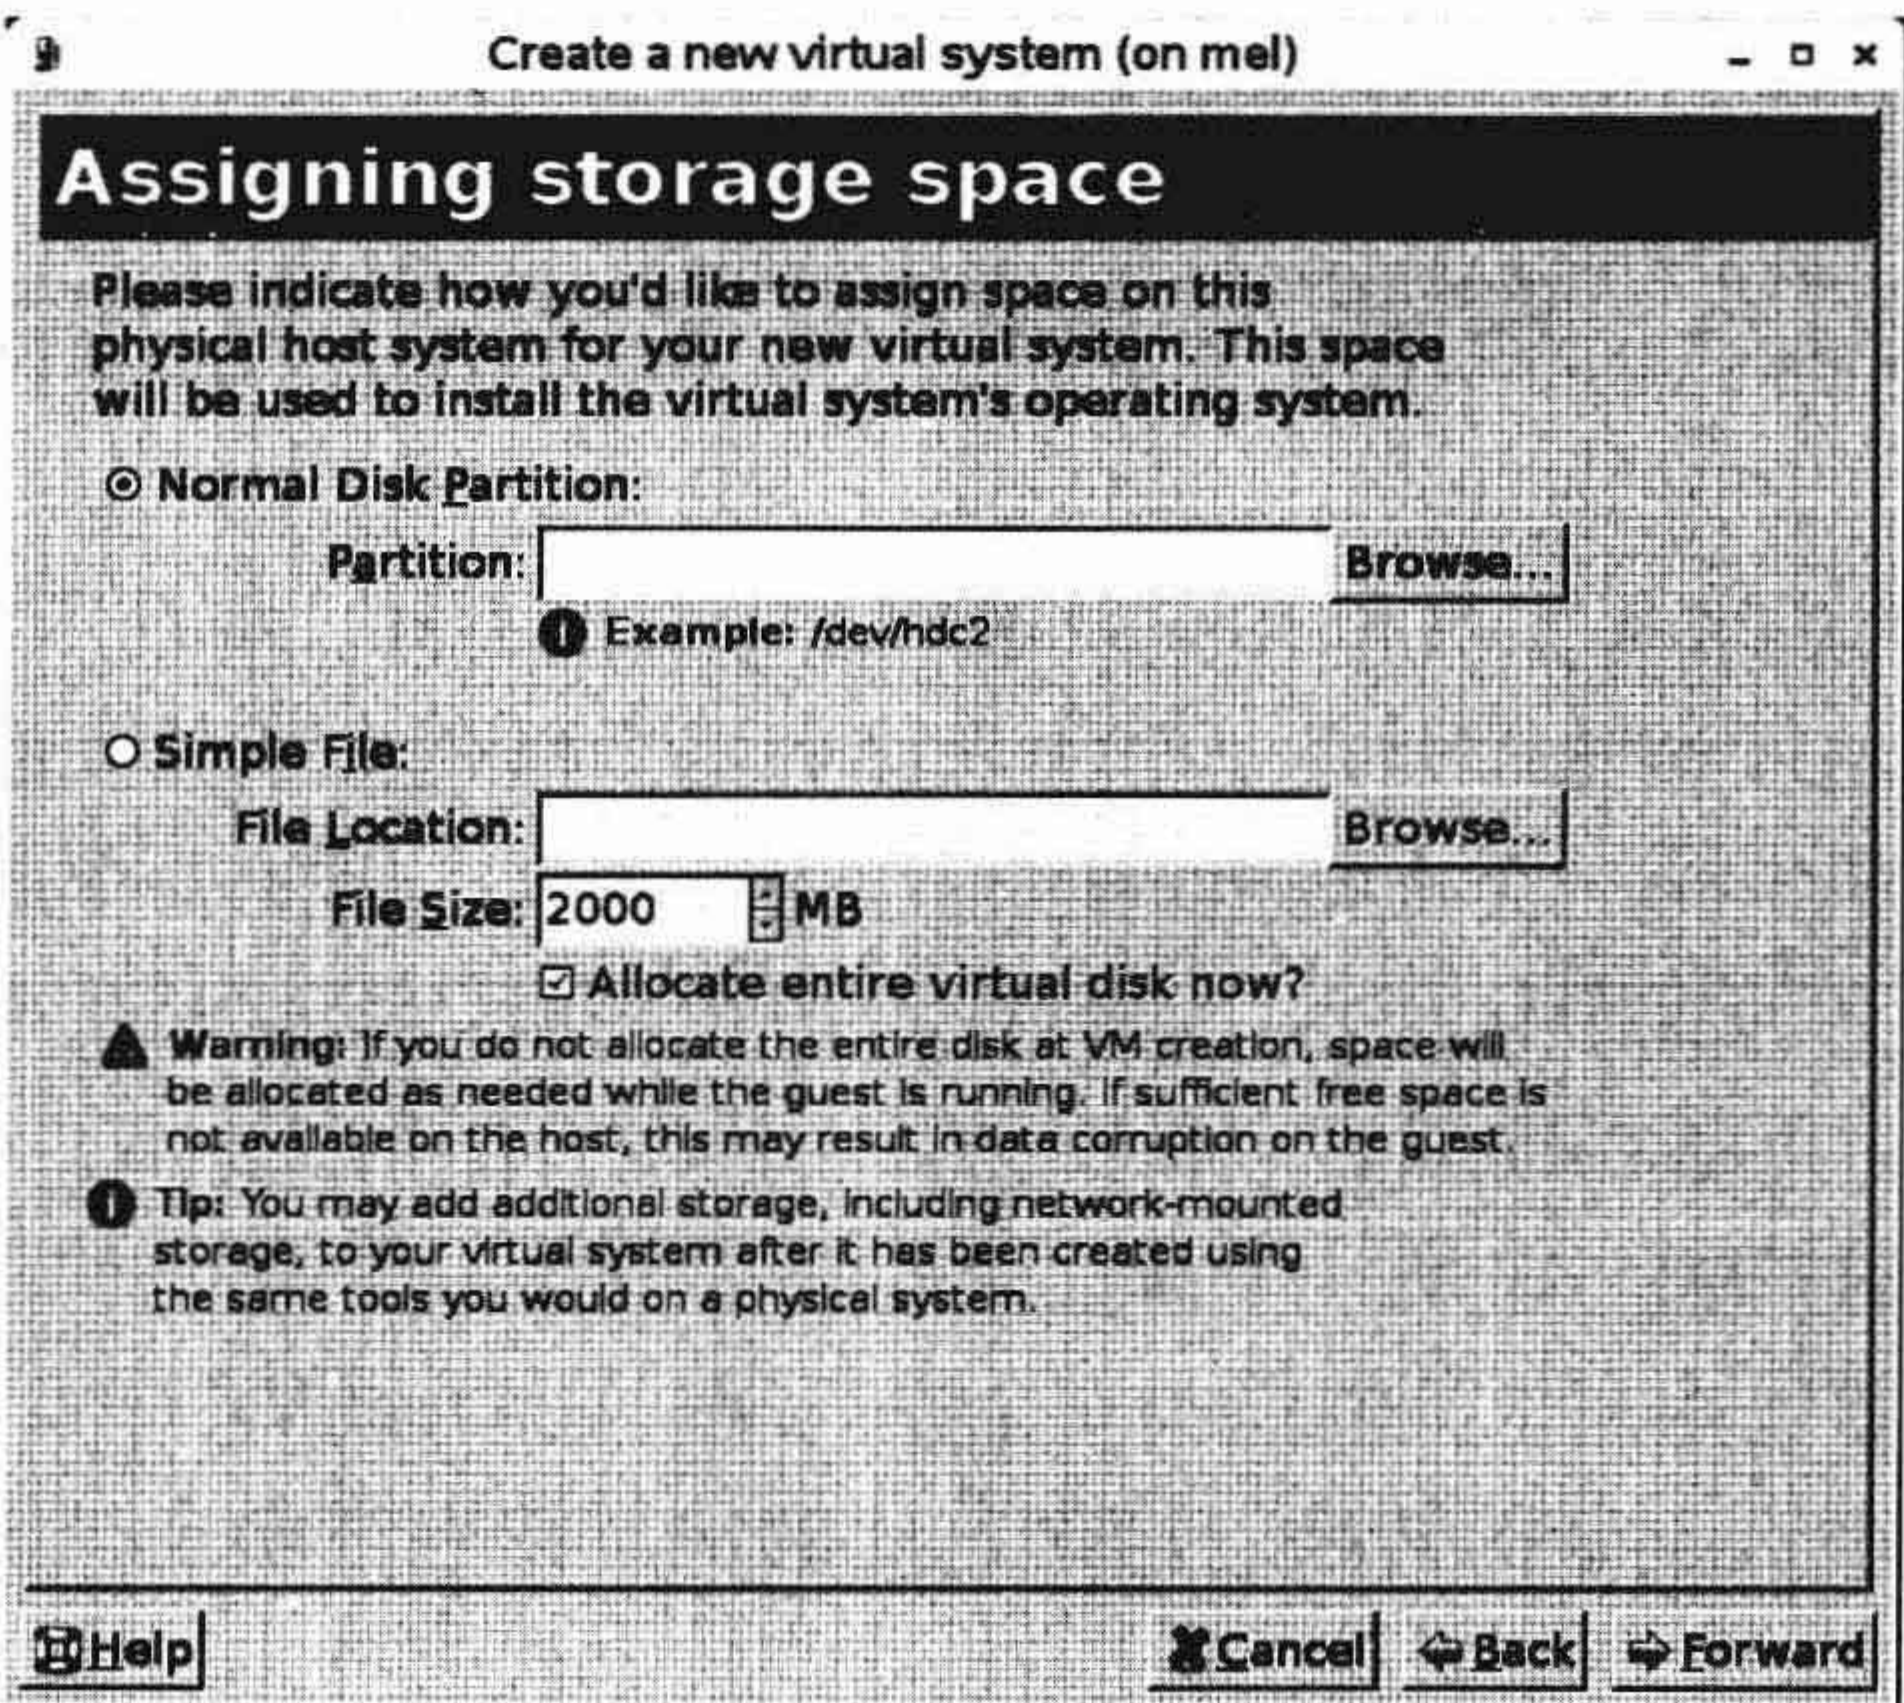 Create a new virtual system (on mel)
Assigning storage space
Please indicate how you'd like to assign space on this
physical host system for your new virtual system. This space
will be used to install the virtual system's operating system.
Normal Disk Partition:
Partition: Browse...
Example: /dev/hdc2
Simple File:
File Location: Browse...
File Size: 2000 MB
Allocate entire virtual disk now?
Warning: If you do not allocate the entire disk at VM creation, space will
be allocated as needed while the guest is running. If sufficient free space is
not available on the host, this may result in data corruption on the guest.
Tip: You may add additional storage, including network-mounted
storage, to your virtual system after it has been created using
the same tools you would on a physical system.
Help Cancel Back Forward